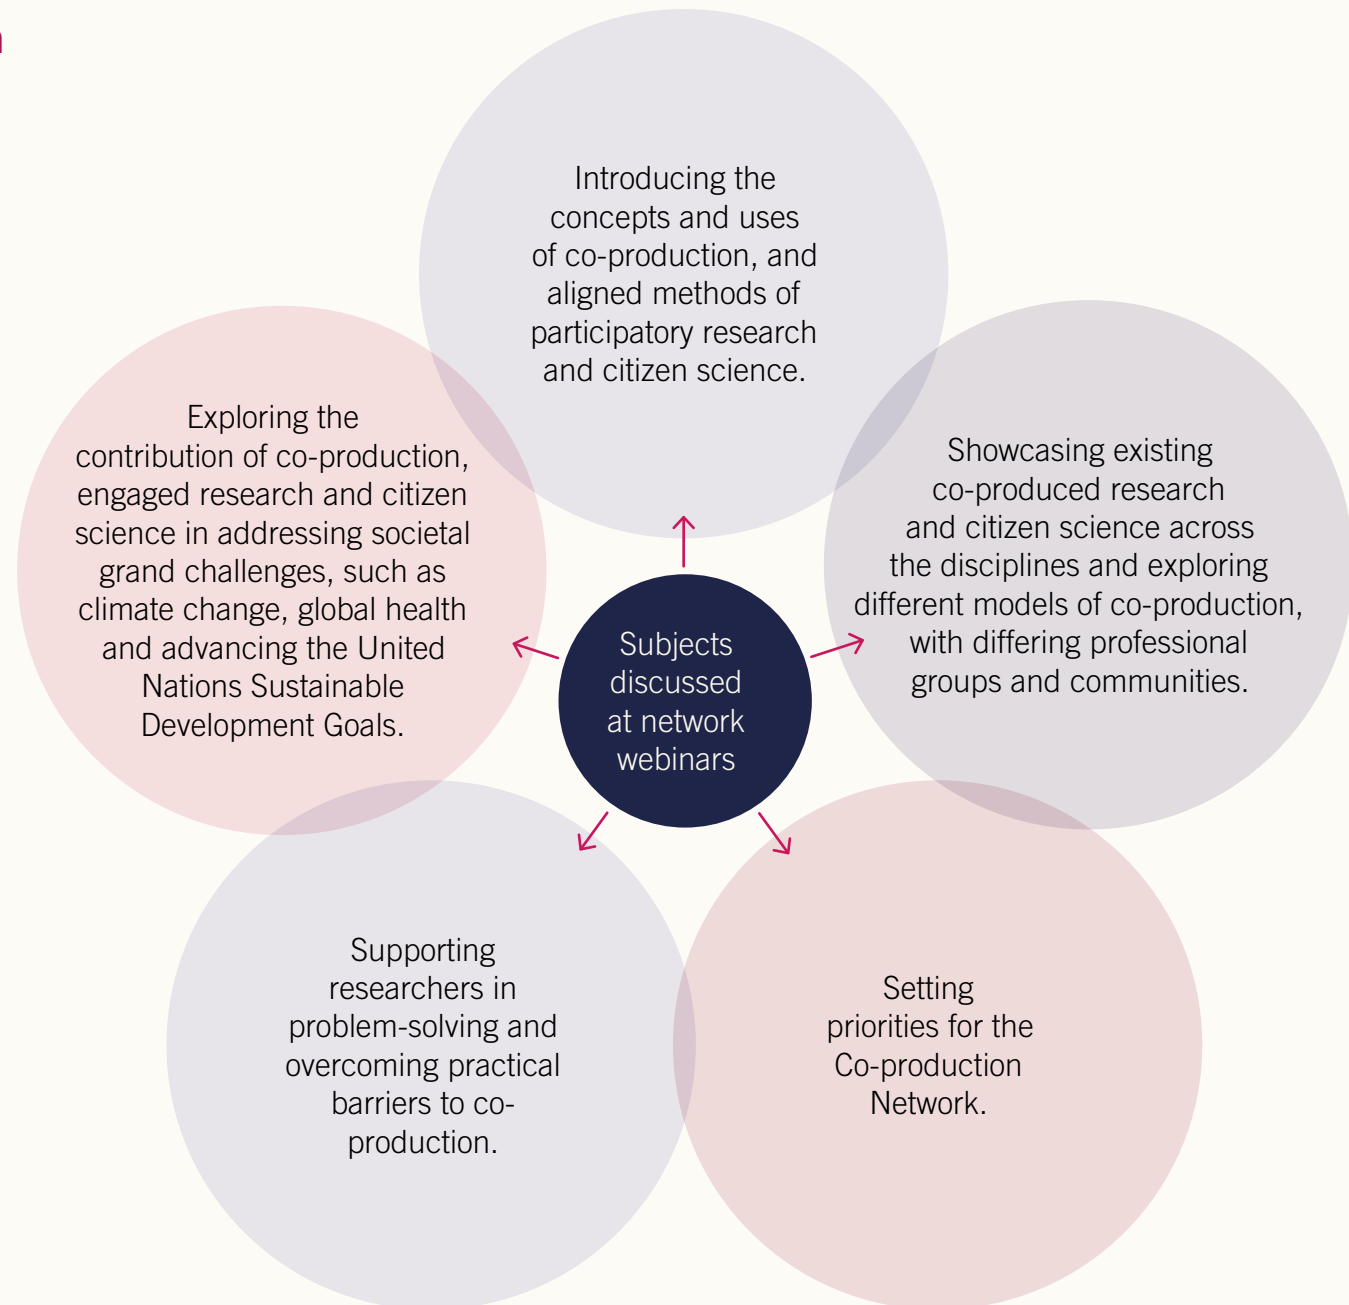 Introducing the
concepts and uses
of co-production, and
aligned methods of
participatory research
and citizen science.
Exploring the
contribution of co-production,
engaged research and citizen
science in addressing societal
grand challenges, such as
climate change, global health
and advancing the United
Nations Sustainable
Development Goals.
Showcasing existing
co-produced research
and citizen science across
the disciplines and exploring
different models of co-production,
with differing professional
groups and communities.
Subjects
discussed
at network
webinars
Supporting
researchers in
problem-solving and
overcoming practical
barriers to co-
production.
Setting
priorities for the
Co-production
Network.